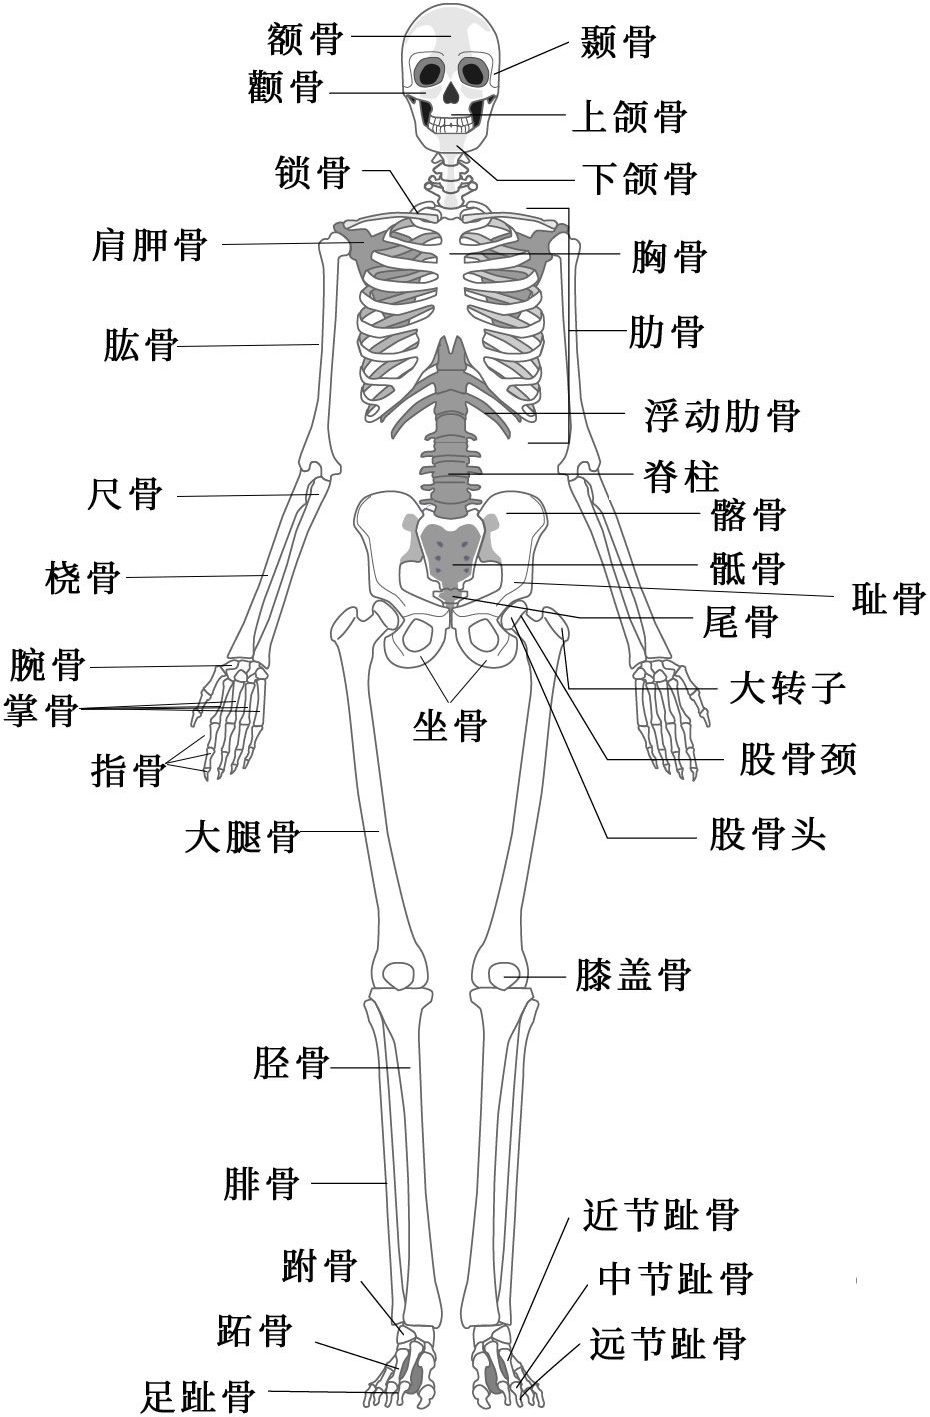 额骨
颞骨
颧骨
上颌骨
下颌骨
锁骨
肩胛骨
胸骨
肱骨
肋骨
浮动肋骨
脊柱
尺骨
髂骨
骶骨
桡骨
耻骨
尾骨
腕骨
大转子
掌骨
坐骨
股骨颈
指骨
大腿骨
股骨头
膝盖骨
胫骨
腓骨
近节趾骨
跗骨
中节趾骨
跖骨
远节趾骨
足趾骨